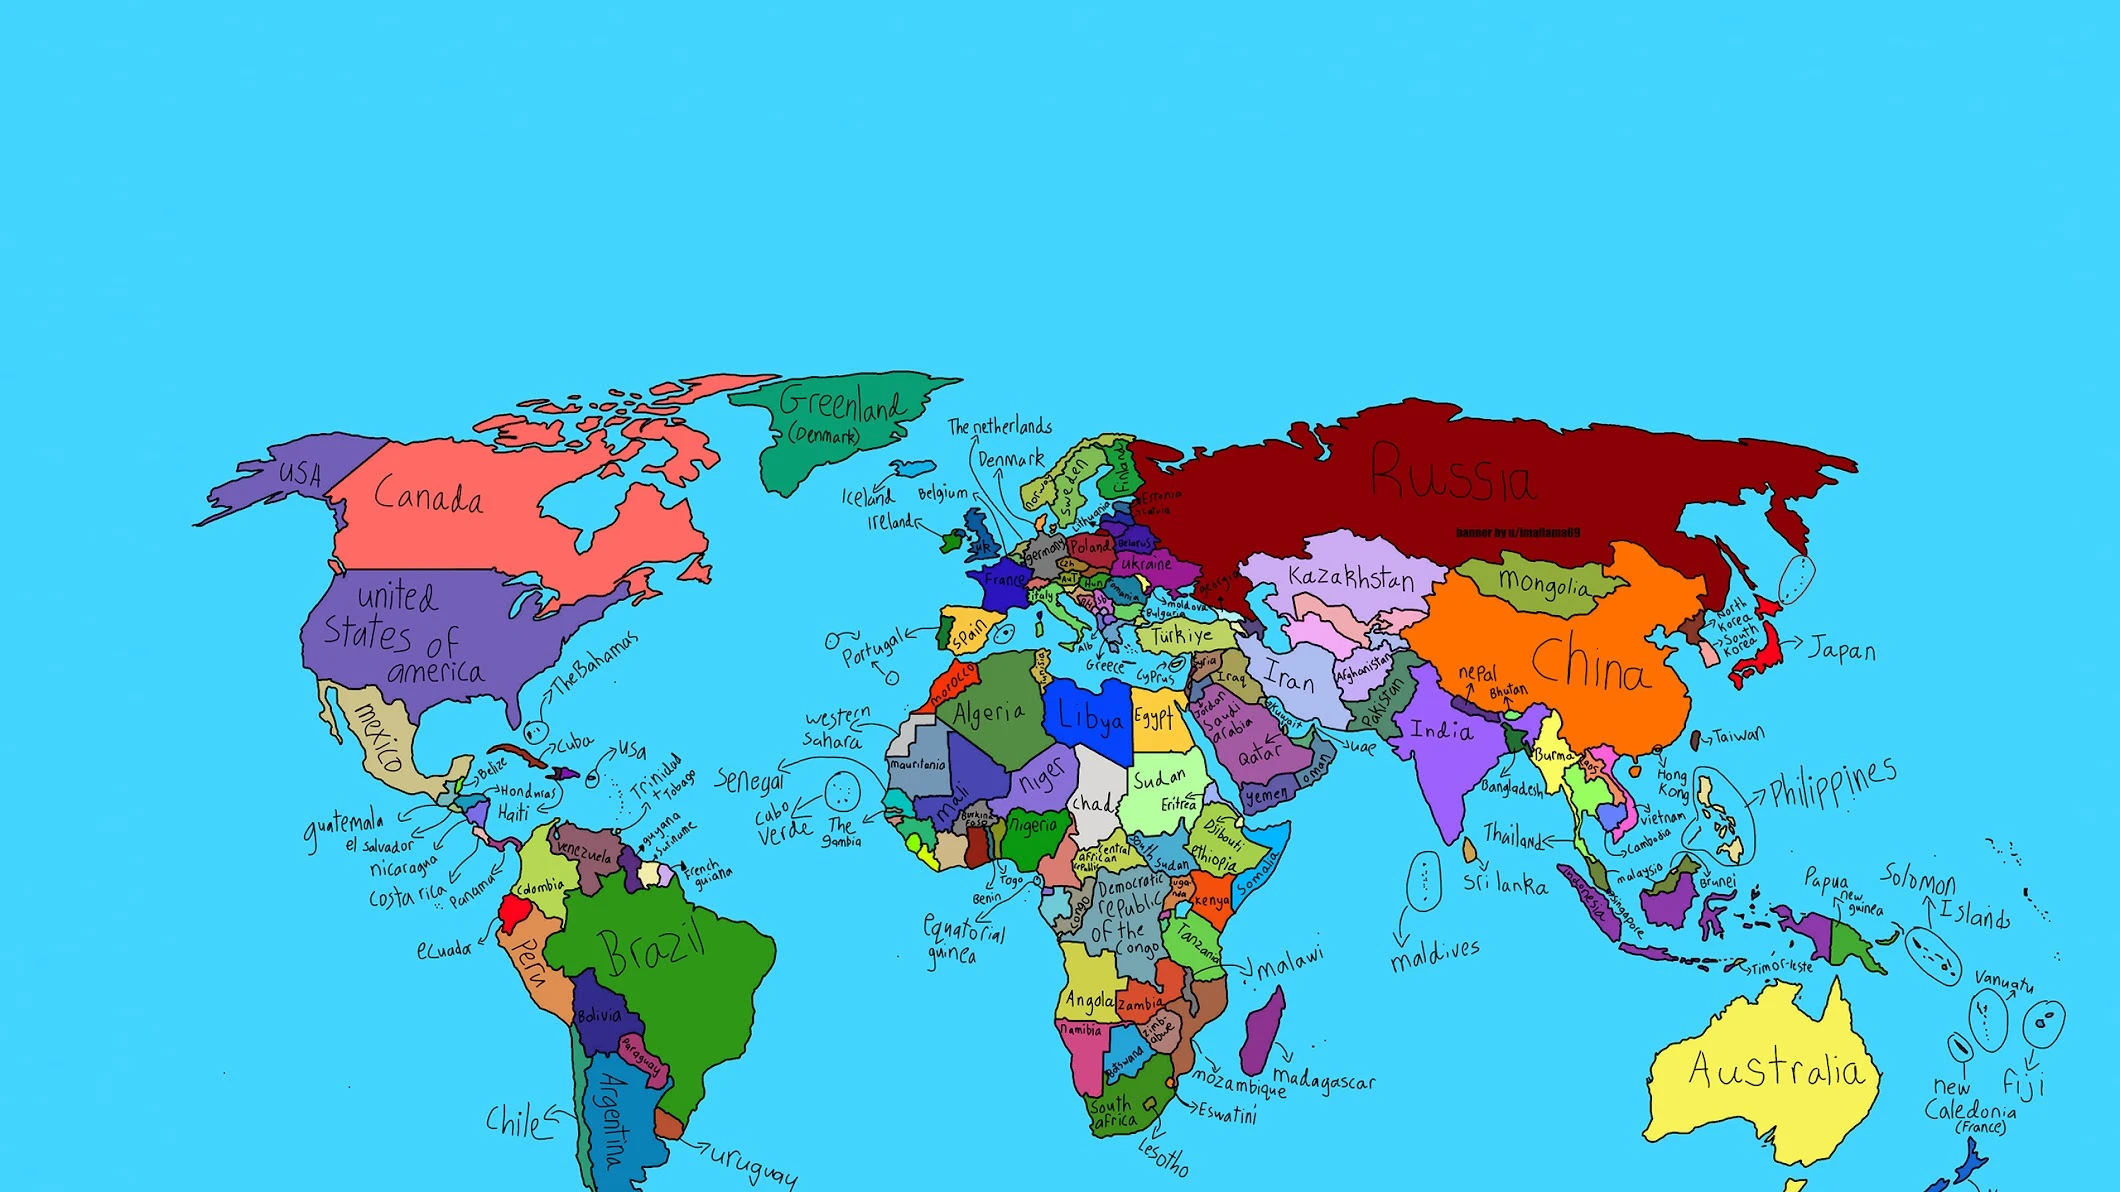 Greenland
(Denmark)
USA
Canada
united
States of
america
The Bahamas
mexico
Cuba
USA
Belize
Honduras
Haiti
Trinidad
+ Tobago
guatemala
el salvador
nicaragua
costa rica
Panama
guyana
Suriname
French
guiana
venezuela
Colombia
ecuador
Peru
Brazil
Bolivia
Paraguay
Argentina
Chile
uruguay
The netherlands
Denmark
Iceland
Belgium
Ireland
norway
Sweden
Finland
Estonia
Latvia
Lithuania
UK
germany
Poland
Belarus
Czh
ukraine
France
AuT
Hun
romania
italy
moldova
Bulgaria
georgia
Portugal
Spain
Alb
Greece
Cyprus
Türkiye
Russia
banner by u/imallama69
Kazakhstan
mongolia
China
North
Korea
South
Korea
Japan
Syria
Iraq
Iran
Afghanistan
Pakistan
nepal
Bhutan
India
Jordan
Kuwait
Saudi
arabia
Qatar
uae
oman
yemen
morocco
Tunisia
Algeria
Libya
Egypt
western
Sahara
mauritania
mali
Niger
chad
Sudan
Eritrea
Senegal
cabo
verde
The
gambia
Burkina
Faso
nigeria
Djibouti
ethiopia
Somalia
central
african
republic
South
Sudan
Togo
Benin
equatorial
guinea
Congo
Democratic
republic
of the
Congo
uga-
nda
kenya
Tanzania
malawi
Angola
zambia
namibia
zimb-
abwe
Botswana
mozambique
madagascar
South
africa
Eswatini
Lesotho
Bangladesh
Burma
Laos
Hong
Kong
Taiwan
Philippines
vietnam
Thailand
Cambodia
Sri lanka
maldives
malaysia
Brunei
Singapore
indonesia
Timor-leste
Papua
new
guinea
Solomon
Islands
Vanuatu
Fiji
new
Caledonia
(France)
Australia